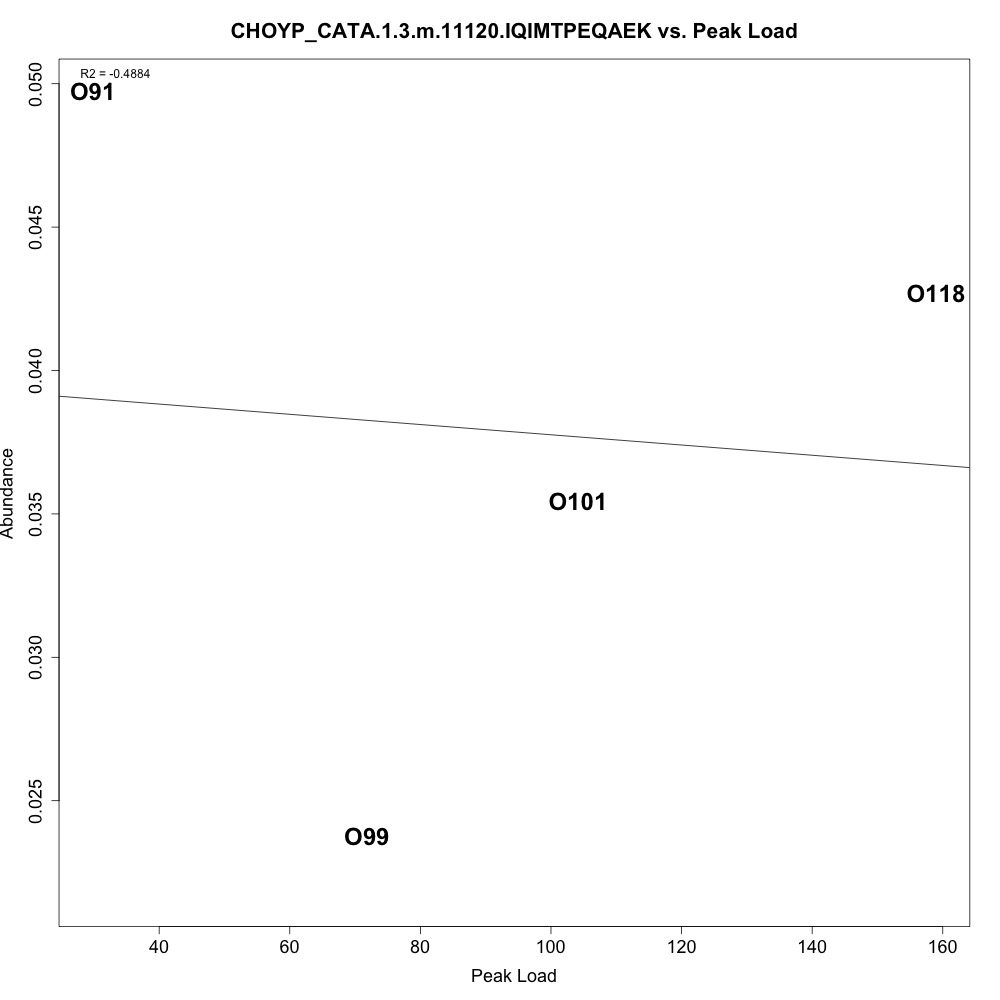 CHOYP_CATA.1.3.m.11120.IQIMTPEQAEK vs. Peak Load
R2 = -0.4884
O91
O118
O101
O99
Abundance
0.050
0.045
0.040
0.035
0.030
0.025
40 60 80 100 120 140 160
Peak Load